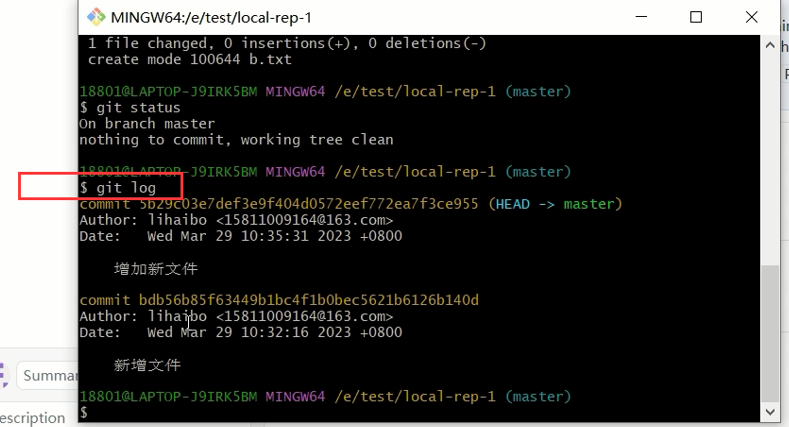 MINGW64:/e/test/local-rep-1
1 file changed, 0 insertions(+), 0 deletions(-)
create mode 100644 b.txt
18801@LAPTOP-J9IRK5BM MINGW64 /e/test/local-rep-1 (master)
$ git status
On branch master
nothing to commit, working tree clean
18801@LAPTOP-J9IRK5BM MINGW64 /e/test/local-rep-1 (master)
$ git log
commit 5b29c03e7def3e9f404d0572eef772ea7f3ce955 (HEAD -> master)
Author: lihaibo <15811009164@163.com>
Date:   Wed Mar 29 10:35:31 2023 +0800
增加新文件
commit bdb56b85f63449b1bc4f1b0bec5621b6126b140d
Author: lihaibo <15811009164@163.com>
Date:   Wed Mar 29 10:32:16 2023 +0800
新增文件
18801@LAPTOP-J9IRK5BM MINGW64 /e/test/local-rep-1 (master)
$
Summar
escription